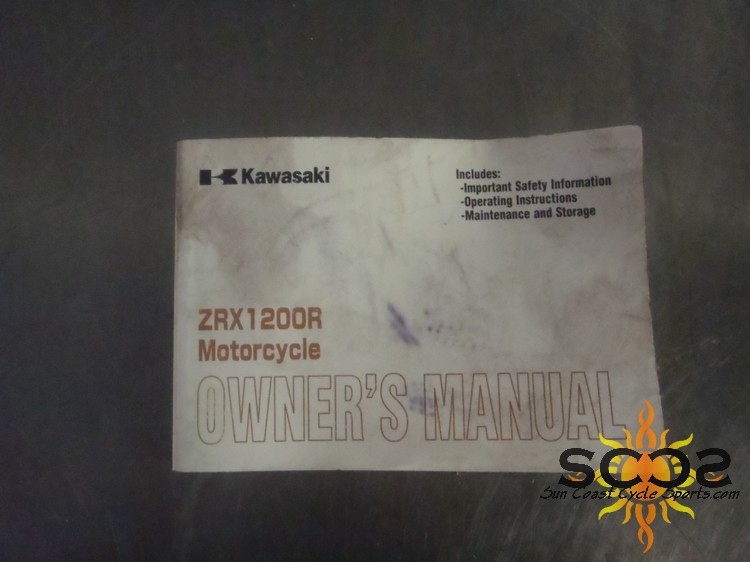 Kawasaki
Includes:
-Important Safety Information
-Operating Instructions
-Maintenance and Storage
ZRX1200R
Motorcycle
OWNER'S MANUAL
SCCS
Sun Coast Cycle Sports.com